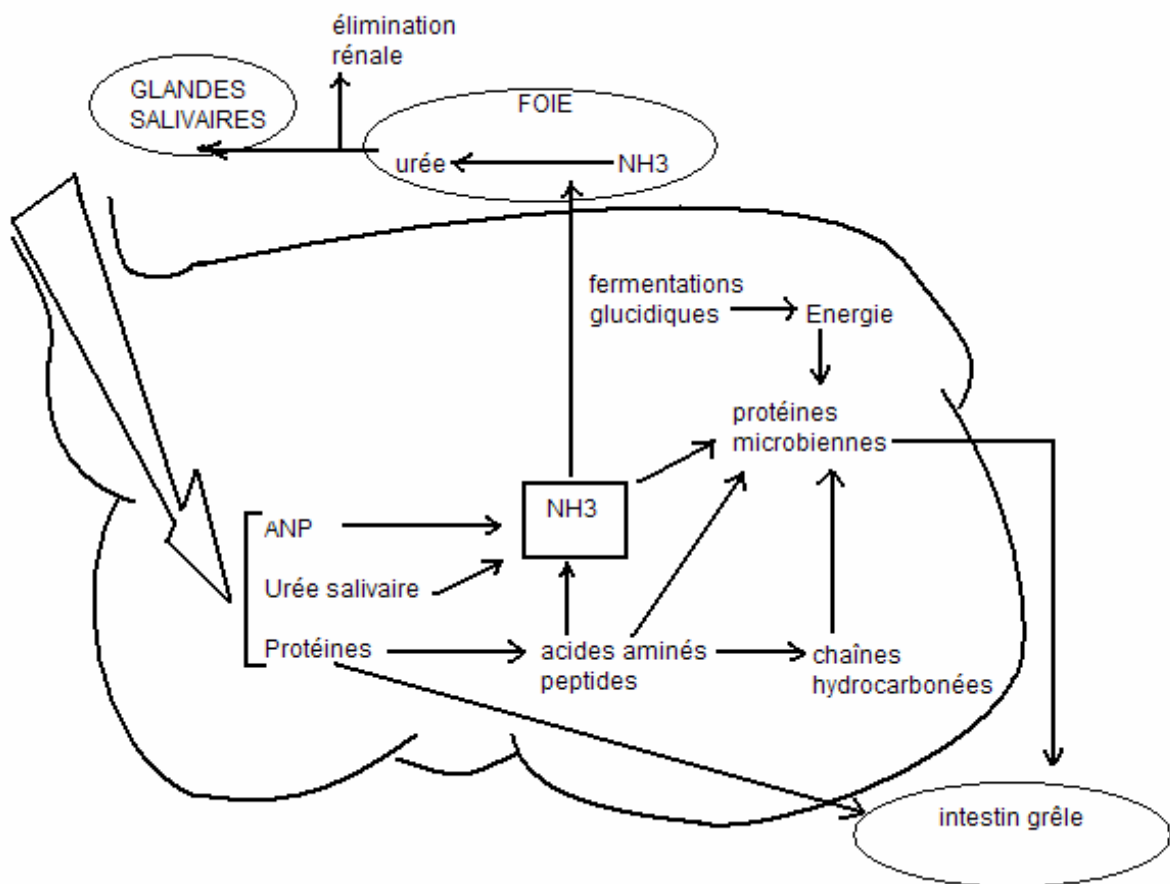 élimination
rénale
GLANDES
SALIVAIRES
FOIE
urée
NH3
fermentations
glucidiques
Energie
protéines
microbiennes
NH3
ANP
Urée salivaire
Protéines
acides aminés
peptides
chaînes
hydrocarbonées
intestin grêle